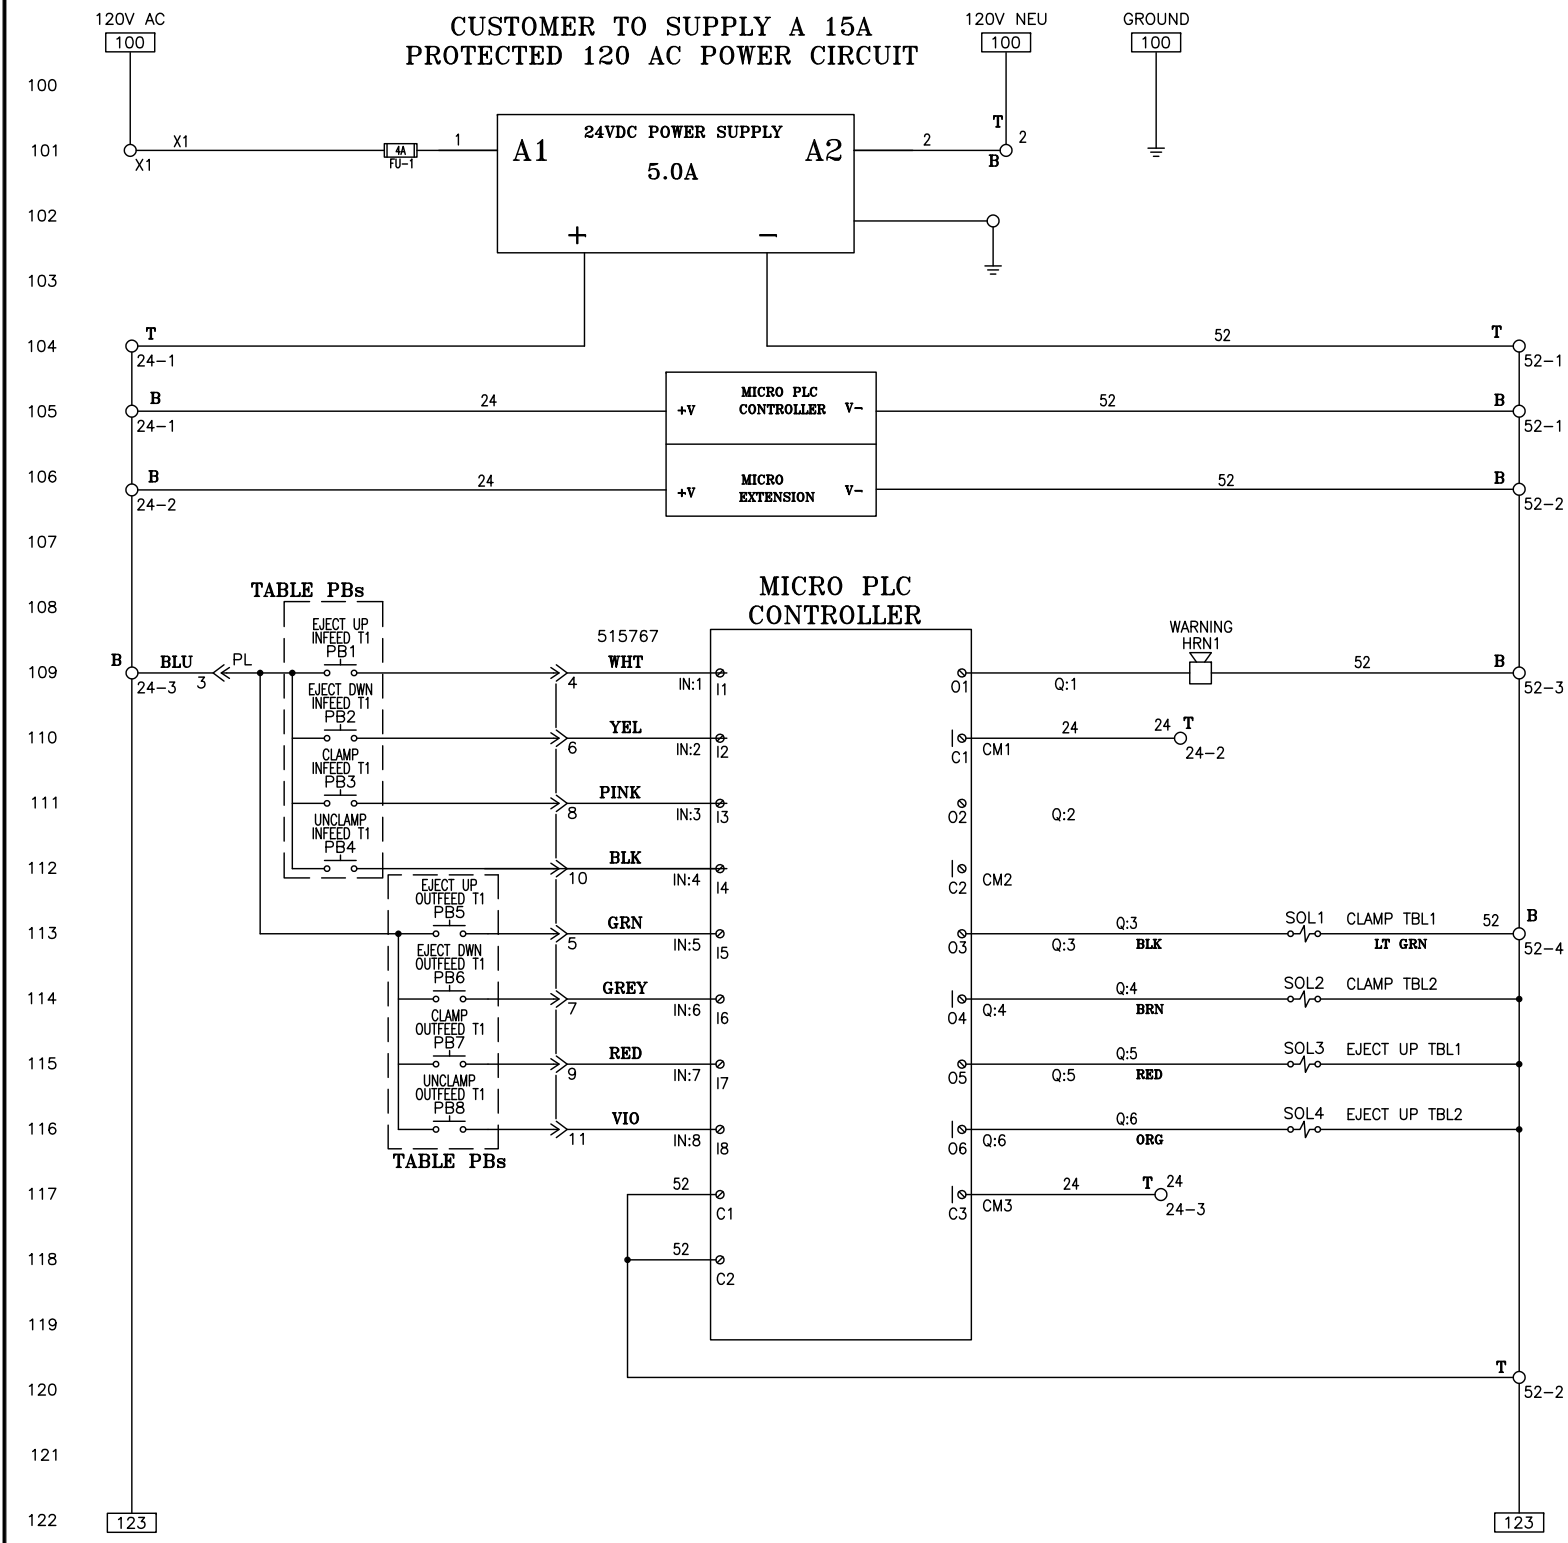 120V AC
100
CUSTOMER TO SUPPLY A 15A
PROTECTED 120 AC POWER CIRCUIT
120V NEU
100
GROUND
100
100
101
X1
X1
4A
FU-1
1
A1
24VDC POWER SUPPLY
5.0A
A2
2
T
2
B
102
+
−
103
104
T
24-1
52
T
52-1
105
B
24-1
24
+V
MICRO PLC
CONTROLLER
V-
52
B
52-1
106
B
24-2
24
+V
MICRO
EXTENSION
V-
52
B
52-2
107
108
TABLE PBs
MICRO PLC
CONTROLLER
EJECT UP
INFEED T1
PB1
109
B
24-3
BLU
3
PL
4
515767
WHT
IN:1
I1
O1
Q:1
WARNING
HRN1
52
B
52-3
EJECT DWN
INFEED T1
PB2
110
6
YEL
IN:2
I2
C1
CM1
24
24
T
24-2
CLAMP
INFEED T1
PB3
111
8
PINK
IN:3
I3
O2
Q:2
UNCLAMP
INFEED T1
PB4
112
10
BLK
IN:4
I4
C2
CM2
EJECT UP
OUTFEED T1
PB5
113
5
GRN
IN:5
I5
O3
Q:3
Q:3
BLK
SOL1
CLAMP TBL1
LT GRN
52
B
52-4
EJECT DWN
OUTFEED T1
PB6
114
7
GREY
IN:6
I6
O4
Q:4
Q:4
BRN
SOL2
CLAMP TBL2
CLAMP
OUTFEED T1
PB7
115
9
RED
IN:7
I7
O5
Q:5
Q:5
RED
SOL3
EJECT UP TBL1
UNCLAMP
OUTFEED T1
PB8
116
11
VIO
IN:8
I8
O6
Q:6
Q:6
ORG
SOL4
EJECT UP TBL2
TABLE PBs
117
52
C1
C3
CM3
24
T
24
24-3
118
52
C2
119
120
T
52-2
121
122
123
123